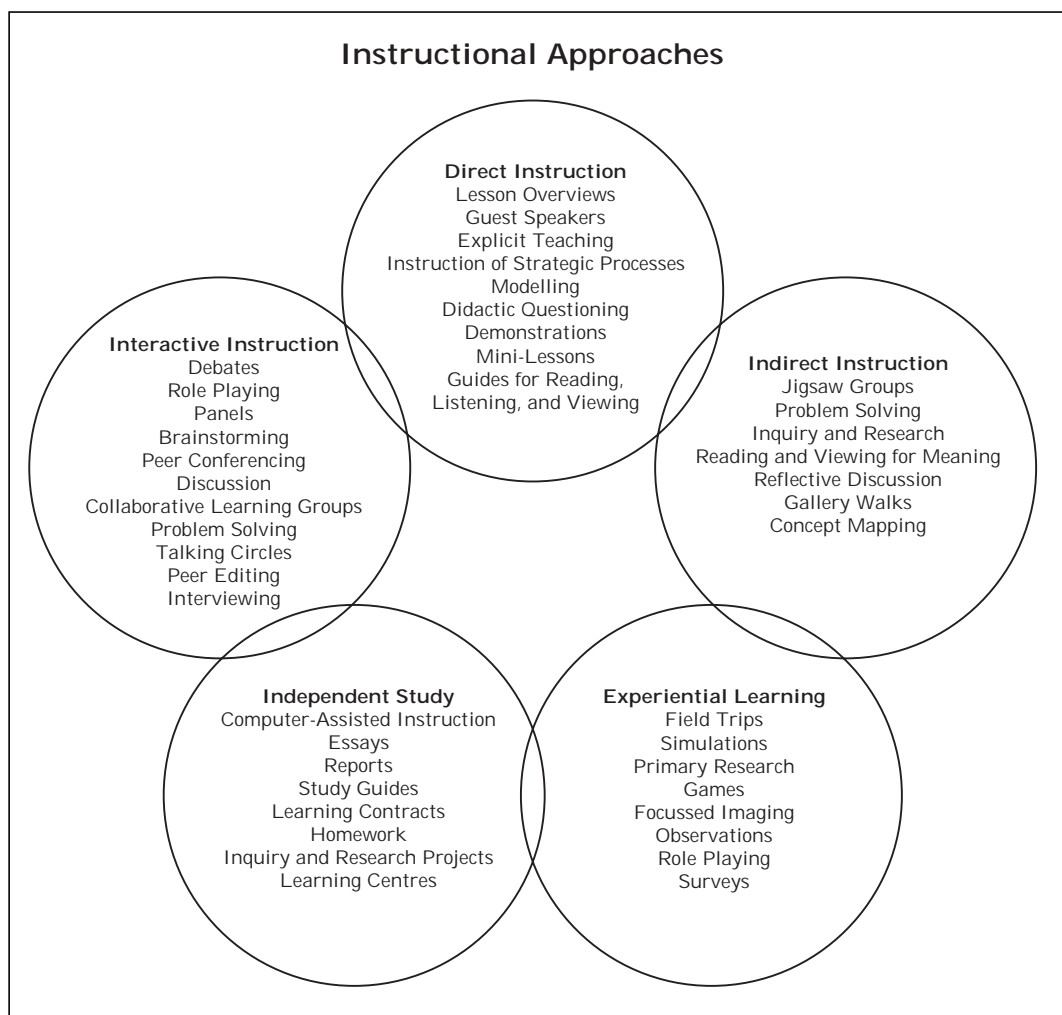 Instructional Approaches
Direct Instruction
Lesson Overviews
Guest Speakers
Explicit Teaching
Instruction of Strategic Processes
Modelling
Didactic Questioning
Demonstrations
Mini-Lessons
Guides for Reading,
Listening, and Viewing
Interactive Instruction
Debates
Role Playing
Panels
Brainstorming
Peer Conferencing
Discussion
Collaborative Learning Groups
Problem Solving
Talking Circles
Peer Editing
Interviewing
Indirect Instruction
Jigsaw Groups
Problem Solving
Inquiry and Research
Reading and Viewing for Meaning
Reflective Discussion
Gallery Walks
Concept Mapping
Independent Study
Computer-Assisted Instruction
Essays
Reports
Study Guides
Learning Contracts
Homework
Inquiry and Research Projects
Learning Centres
Experiential Learning
Field Trips
Simulations
Primary Research
Games
Focussed Imaging
Observations
Role Playing
Surveys